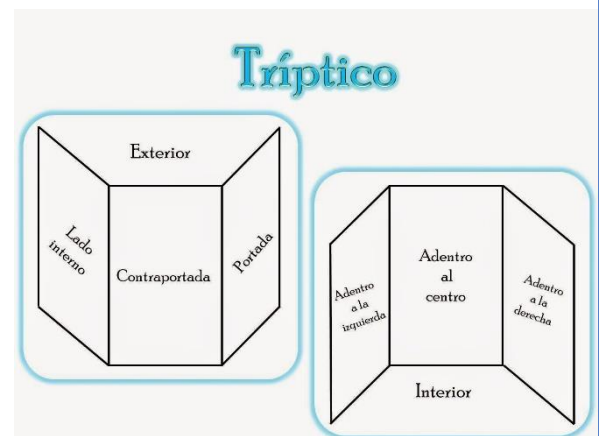 Tríptico
Exterior
Lado
interno
Contraportada
Portada
Adentro
a la
izquierda
Adentro
al
centro
Adentro
a la
derecha
Interior